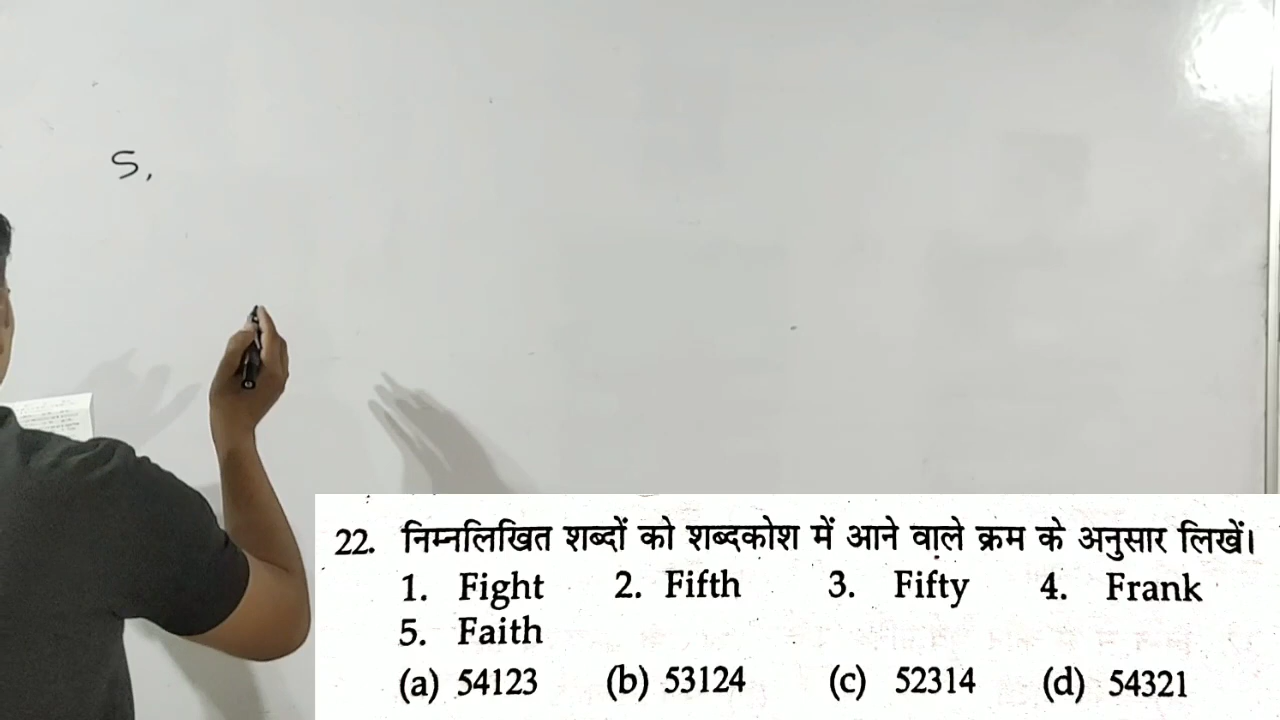 5,
22. निम्नलिखित शब्दों को शब्दकोश में आने वाले क्रम के अनुसार लिखें।
1. Fight 2. Fifth 3. Fifty 4. Frank
5. Faith
(a) 54123 (b) 53124 (c) 52314 (d) 54321